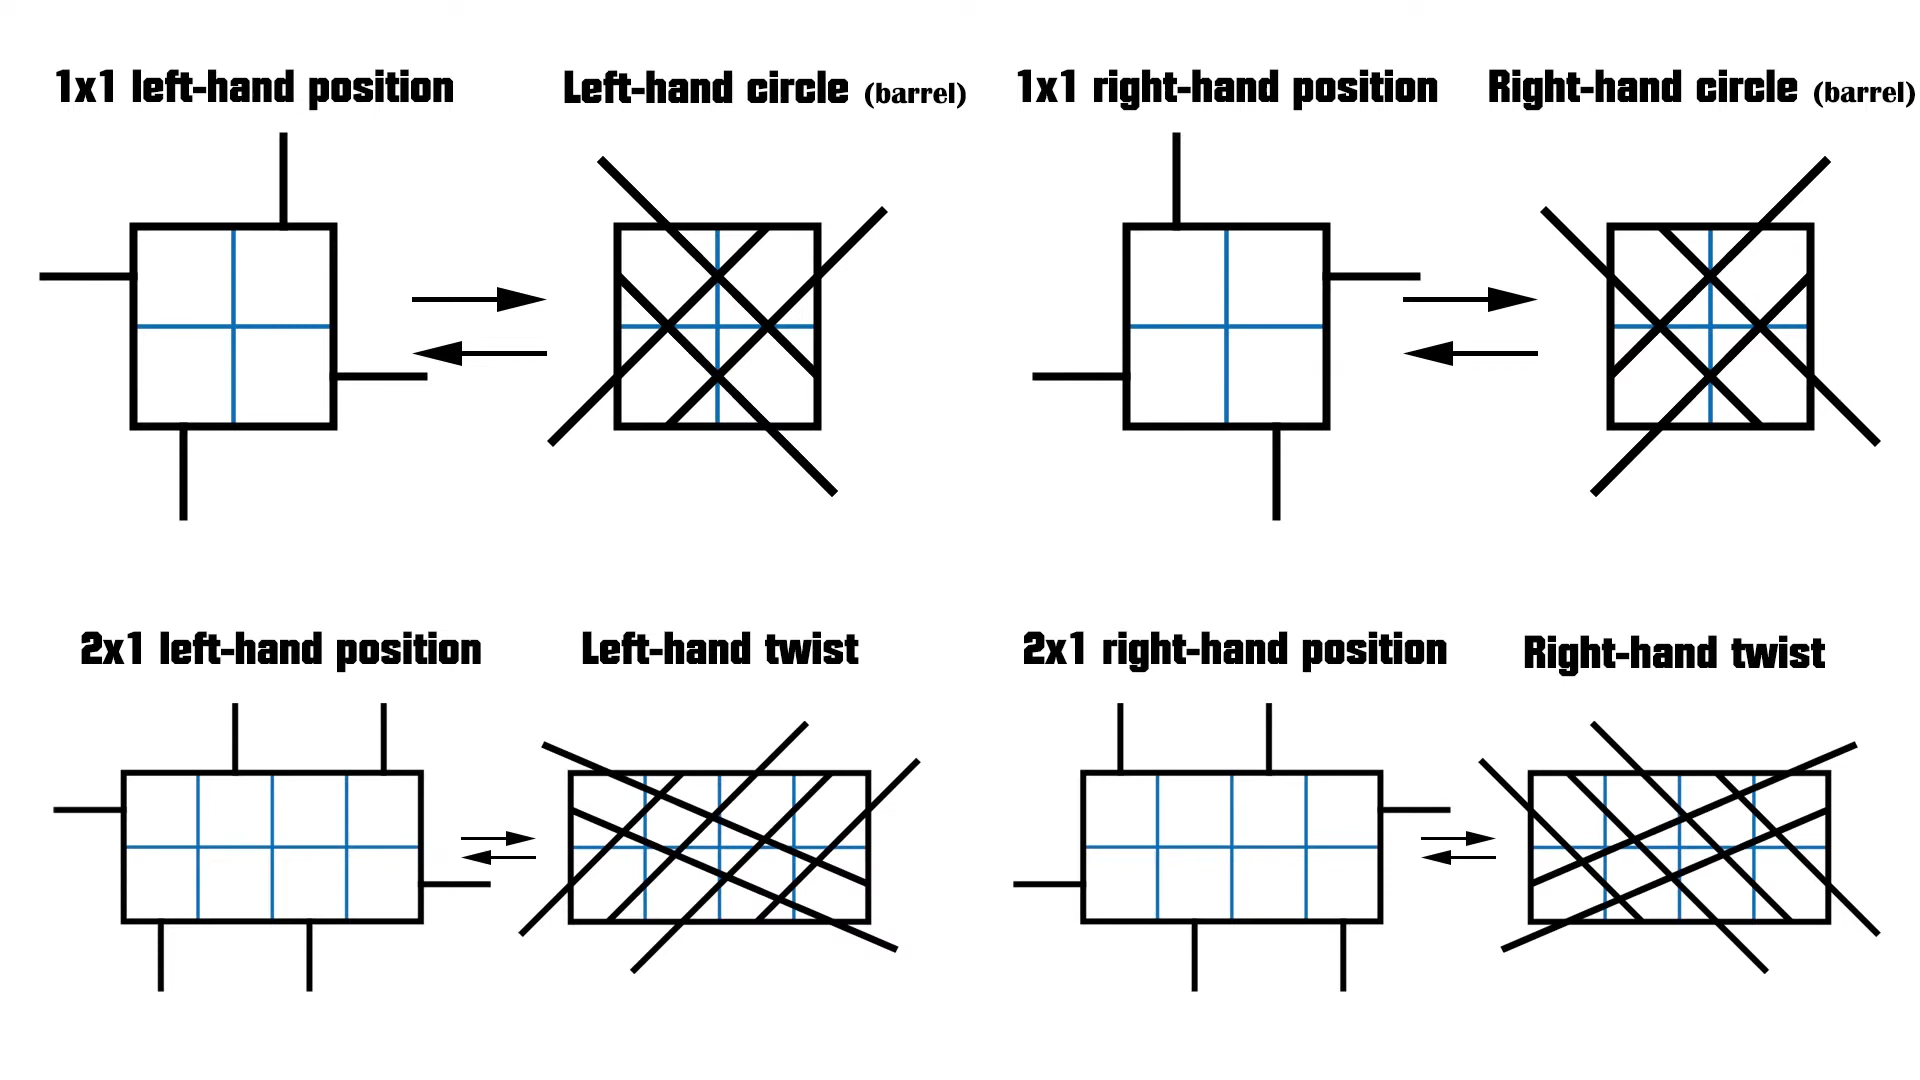 1x1 left-hand position
Left-hand circle (barrel)
1x1 right-hand position
Right-hand circle (barrel)
2x1 left-hand position
Left-hand twist
2x1 right-hand position
Right-hand twist